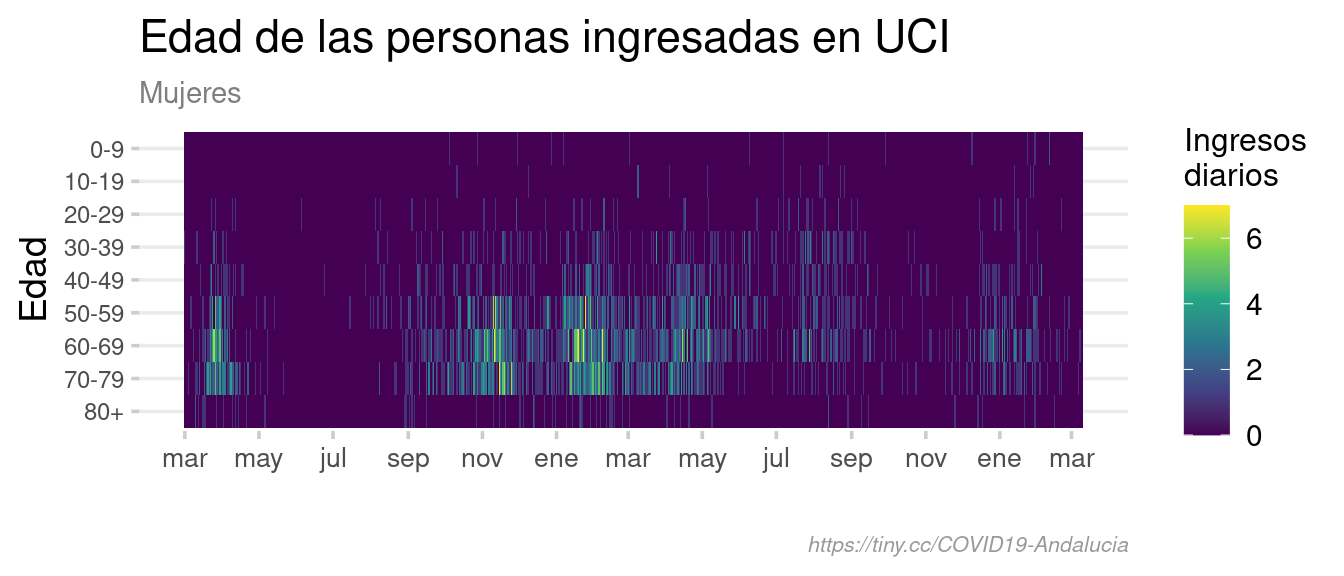 Edad de las personas ingresadas en UCI
Mujeres
Edad
0-9
10-19
20-29
30-39
40-49
50-59
60-69
70-79
80+
mar may jul sep nov ene mar may jul sep nov ene mar
Ingresos
diarios
6
4
2
0
https://tiny.cc/COVID19-Andalucia